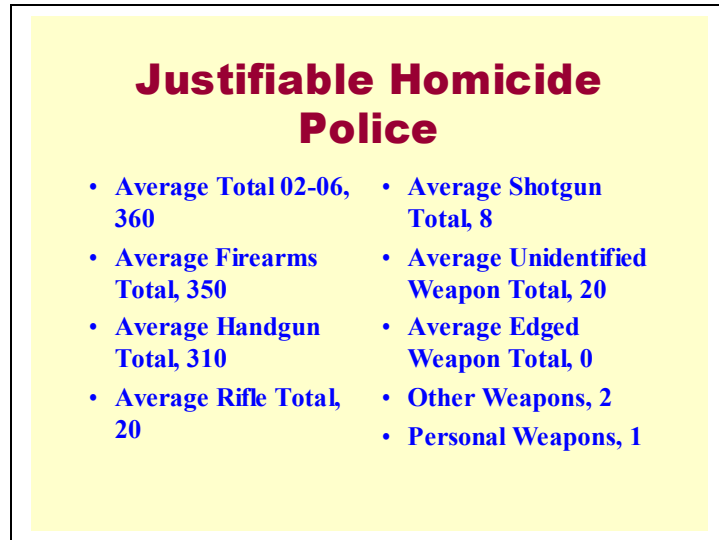 Justifiable Homicide
Police
• Average Total 02-06,
360
• Average Firearms
Total, 350
• Average Handgun
Total, 310
• Average Rifle Total,
20
• Average Shotgun
Total, 8
• Average Unidentified
Weapon Total, 20
• Average Edged
Weapon Total, 0
• Other Weapons, 2
• Personal Weapons, 1